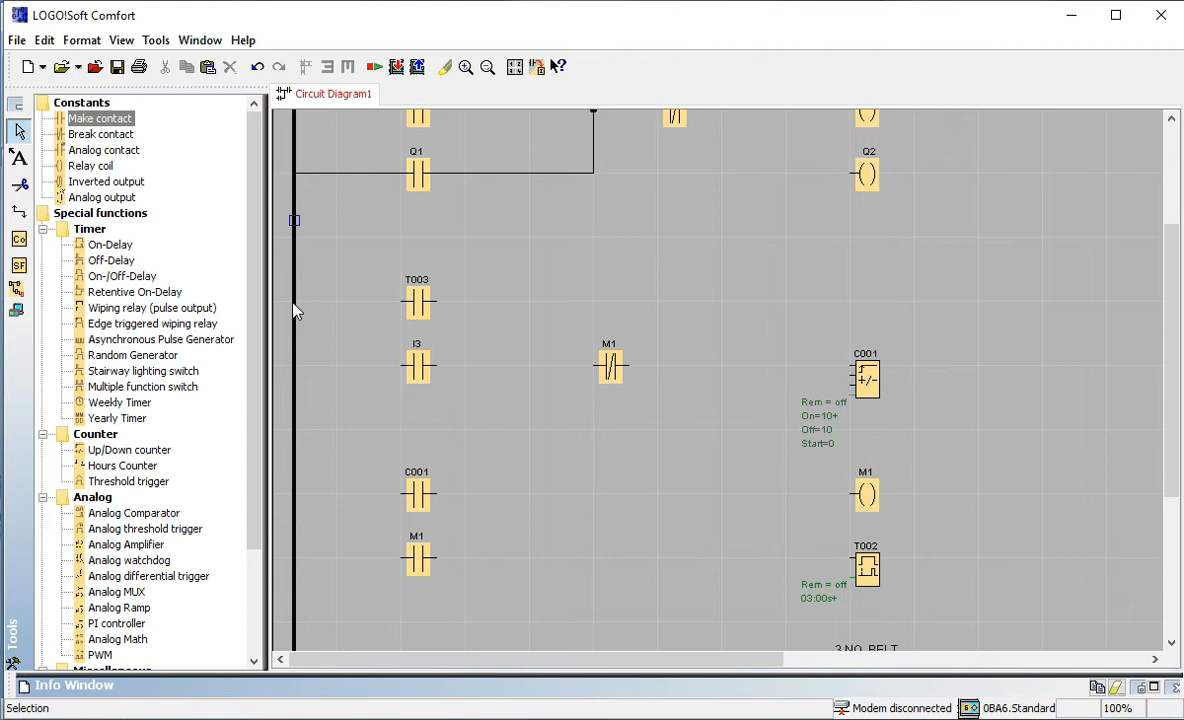 LOGO!Soft Comfort
File Edit Format View Tools Window Help
Circuit Diagram1
Constants
Make contact
Break contact
Analog contact
Relay coil
Inverted output
Analog output
Special functions
Timer
On-Delay
Off-Delay
On-/Off-Delay
Retentive On-Delay
Wiping relay (pulse output)
Edge triggered wiping relay
Asynchronous Pulse Generator
Random Generator
Stairway lighting switch
Multiple function switch
Weekly Timer
Yearly Timer
Counter
Up/Down counter
Hours Counter
Threshold trigger
Analog
Analog Comparator
Analog threshold trigger
Analog Amplifier
Analog watchdog
Analog differential trigger
Analog MUX
Analog Ramp
PI controller
Analog Math
PWM
Co
SF
Tools
Q1
Q2
T003
I3
M1
C001
+/-
Rem = off
On=10+
Off=10
Start=0
C001
M1
M1
T002
Rem = off
03:00s+
3.NO. BELT
Info Window
Selection
Modem disconnected
0BA6.Standard
100%